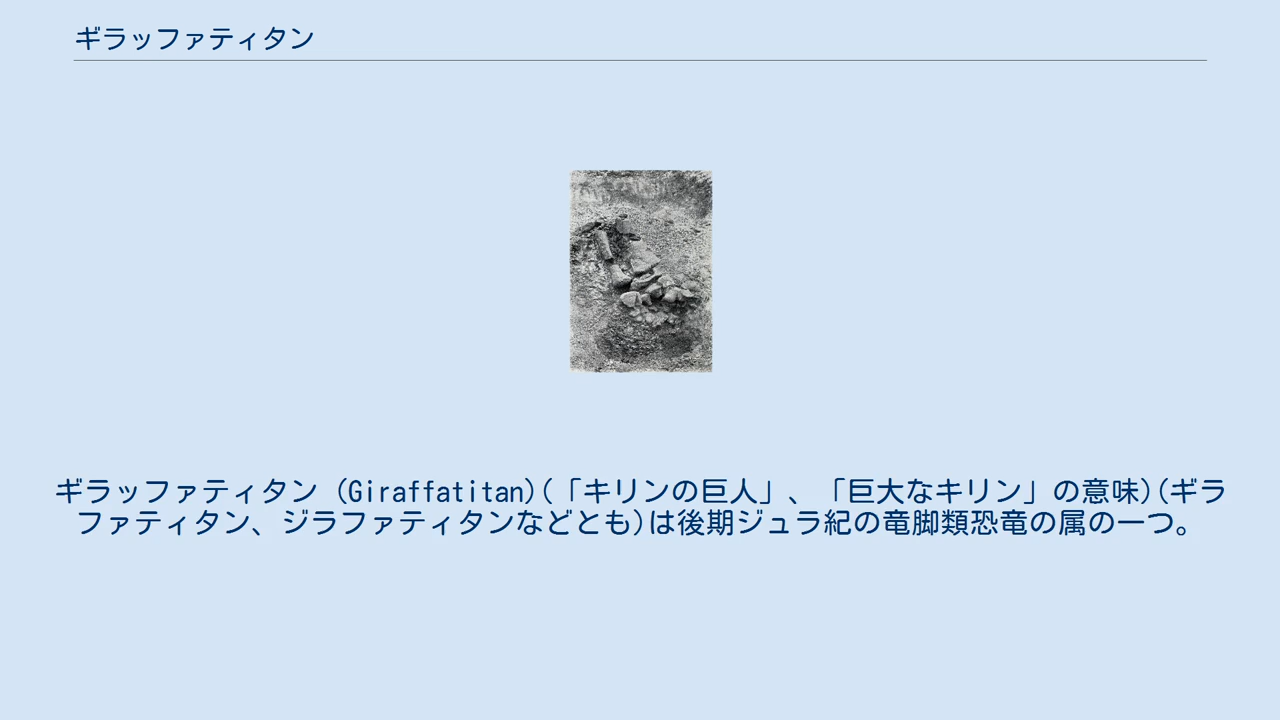 ギラッファティタン
ギラッファティタン (Giraffatitan)(「キリンの巨人」、「巨大なキリン」の意味)(ギラ
ファティタン、ジラファティタンなどとも)は後期ジュラ紀の竜脚類恐竜の属の一つ。